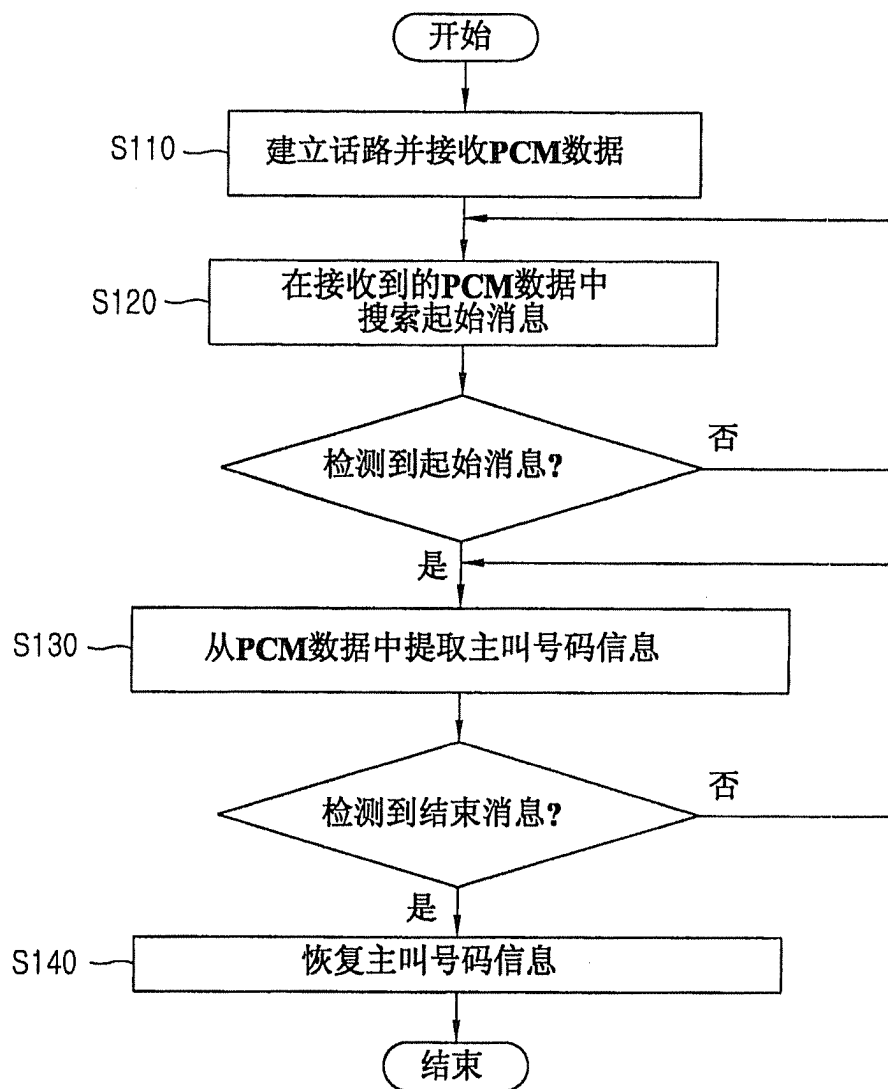 开始
S110
建立话路并接收PCM数据
S120
在接收到的PCM数据中
搜索起始消息
检测到起始消息?
否
是
S130
从PCM数据中提取主叫号码信息
检测到结束消息?
否
是
S140
恢复主叫号码信息
结束